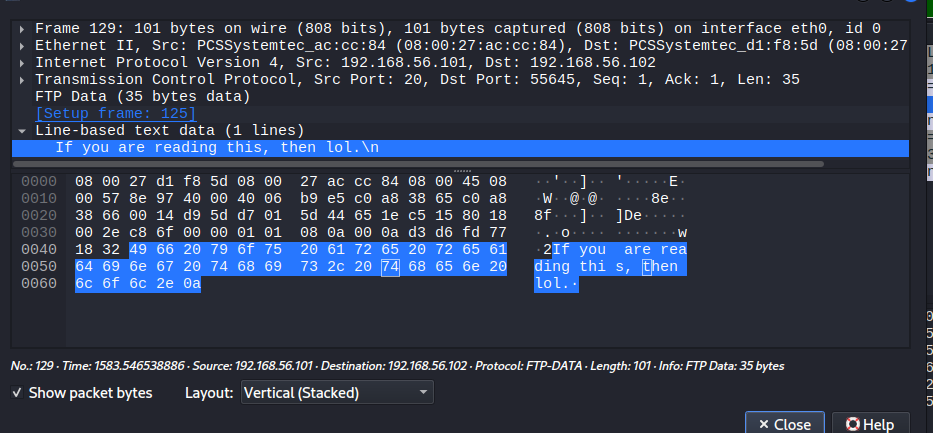 Frame 129: 101 bytes on wire (808 bits), 101 bytes captured (808 bits) on interface eth0, id 0
Ethernet II, Src: PCSSystemtec_ac:cc:84 (08:00:27:ac:cc:84), Dst: PCSSystemtec_d1:f8:5d (08:00:27
Internet Protocol Version 4, Src: 192.168.56.101, Dst: 192.168.56.102
Transmission Control Protocol, Src Port: 20, Dst Port: 55645, Seq: 1, Ack: 1, Len: 35
FTP Data (35 bytes data)
[Setup frame: 125]
Line-based text data (1 lines)
If you are reading this, then lol.\n
0000 08 00 27 d1 f8 5d 08 00 27 ac cc 84 08 00 45 08 ··'··]·· '·····E·
0010 00 57 8e 97 40 00 40 06 b9 e5 c0 a8 38 65 c0 a8 ·W··@·@· ····8e··
0020 38 66 00 14 d9 5d d7 01 5d 44 65 1e c5 15 80 18 8f···]·· ]De·····
0030 00 2e c8 6f 00 00 01 01 08 0a 00 0a d3 d6 fd 77 ·.·o···· ·······w
0040 18 32 49 66 20 79 6f 75 20 61 72 65 20 72 65 61 ·2If you  are rea
0050 64 69 6e 67 20 74 68 69 73 2c 20 74 68 65 6e 20 ding thi s, then
0060 6c 6f 6c 2e 0a lol.·
No.: 129 · Time: 1583.546538886 · Source: 192.168.56.101 · Destination: 192.168.56.102 · Protocol: FTP-DATA · Length: 101 · Info: FTP Data: 35 bytes
✓ Show packet bytes Layout: Vertical (Stacked)
× Close Help